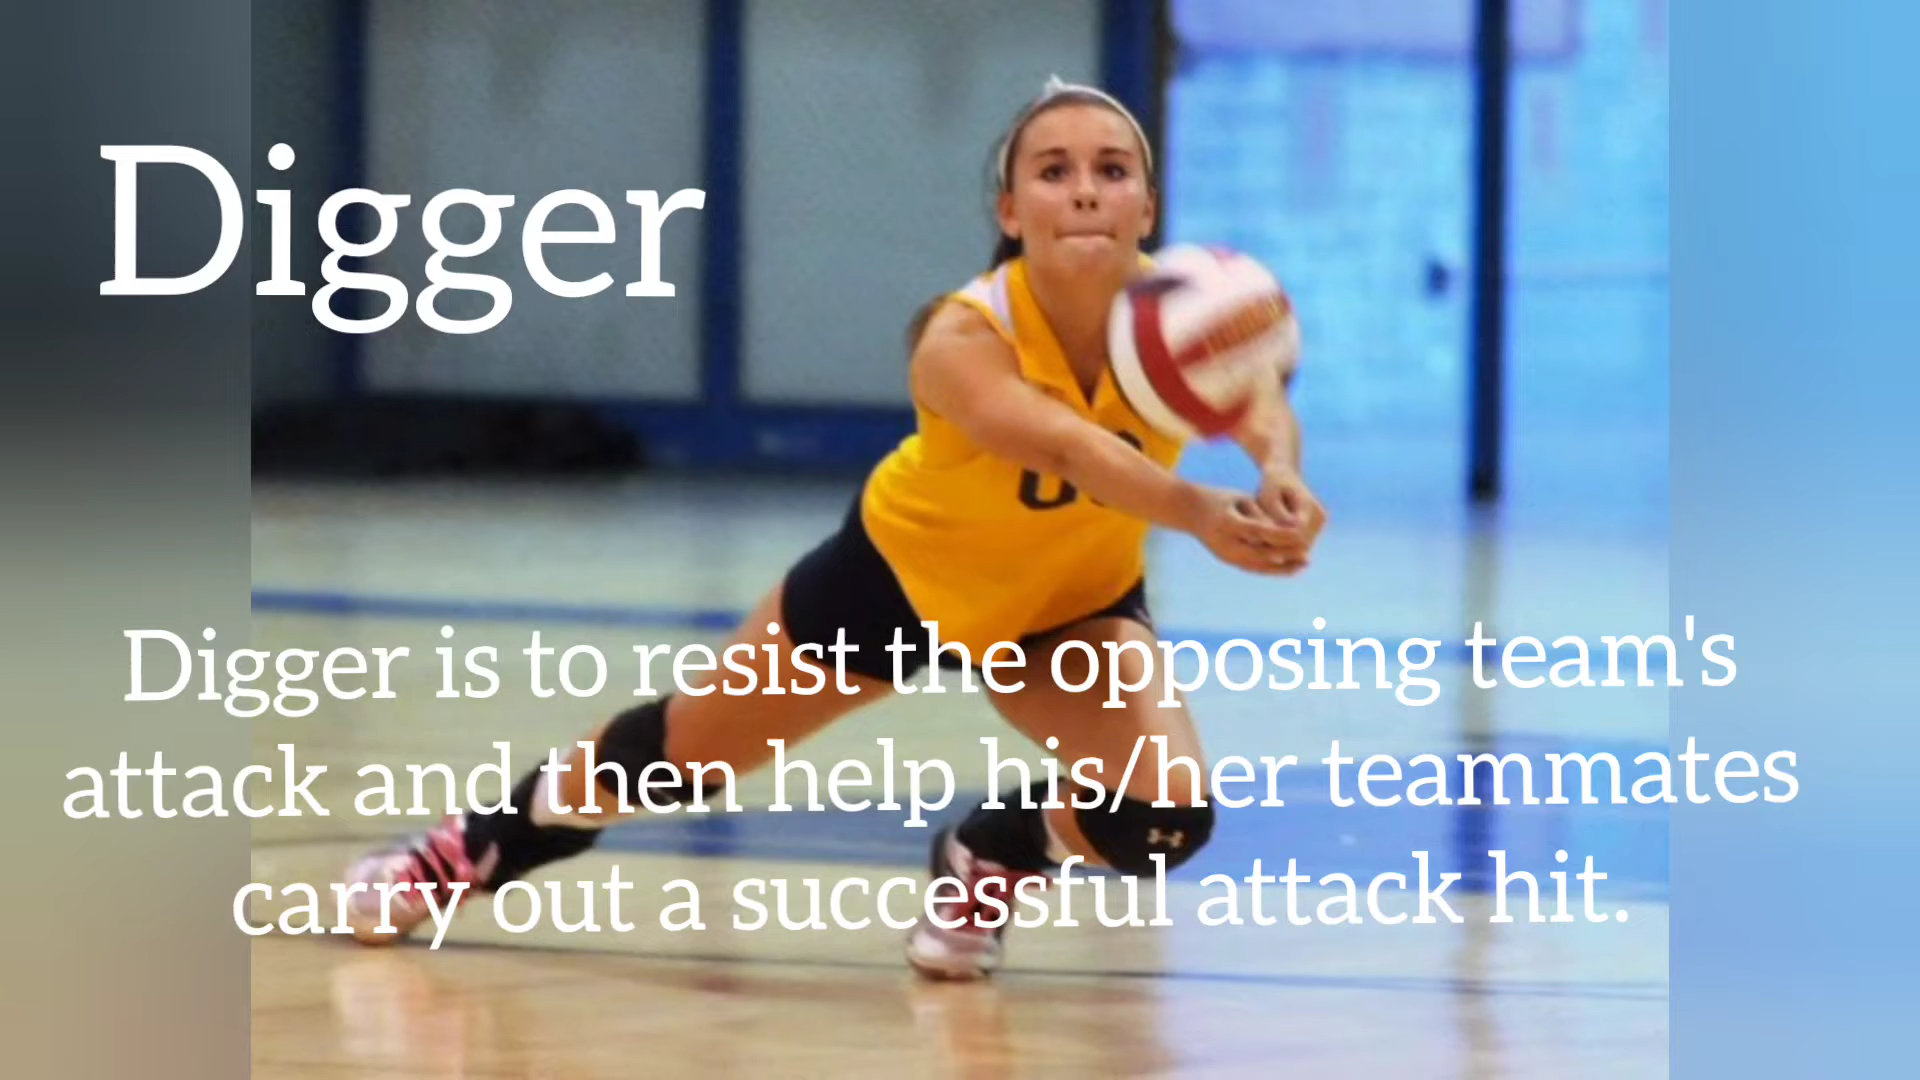 Digger
Digger is to resist the opposing team's
attack and then help his/her teammates
carry out a successful attack hit.